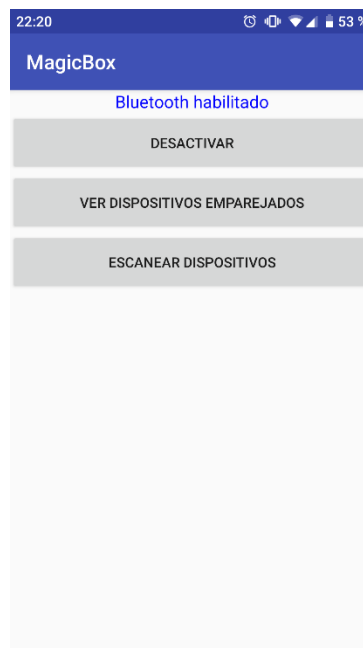 22:20 53 %
MagicBox
Bluetooth habilitado
DESACTIVAR
VER DISPOSITIVOS EMPAREJADOS
ESCANEAR DISPOSITIVOS